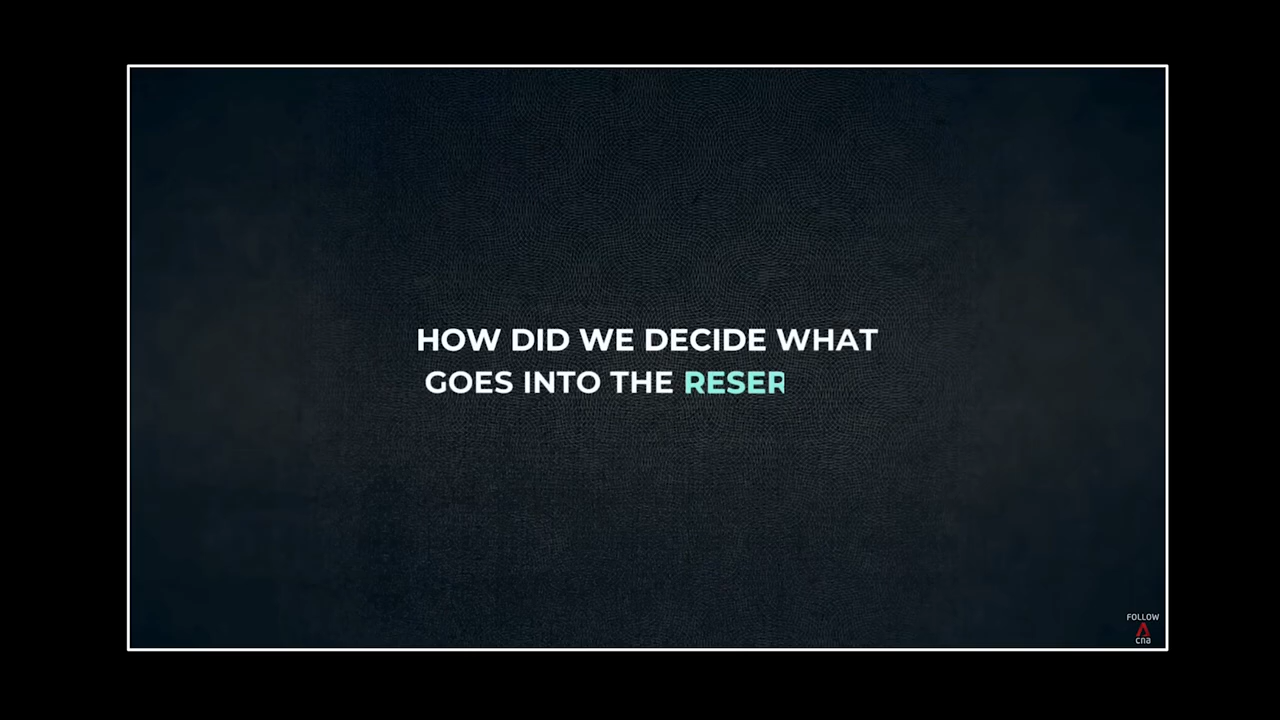 HOW DID WE DECIDE WHAT
GOES INTO THE RESER
FOLLOW
cna